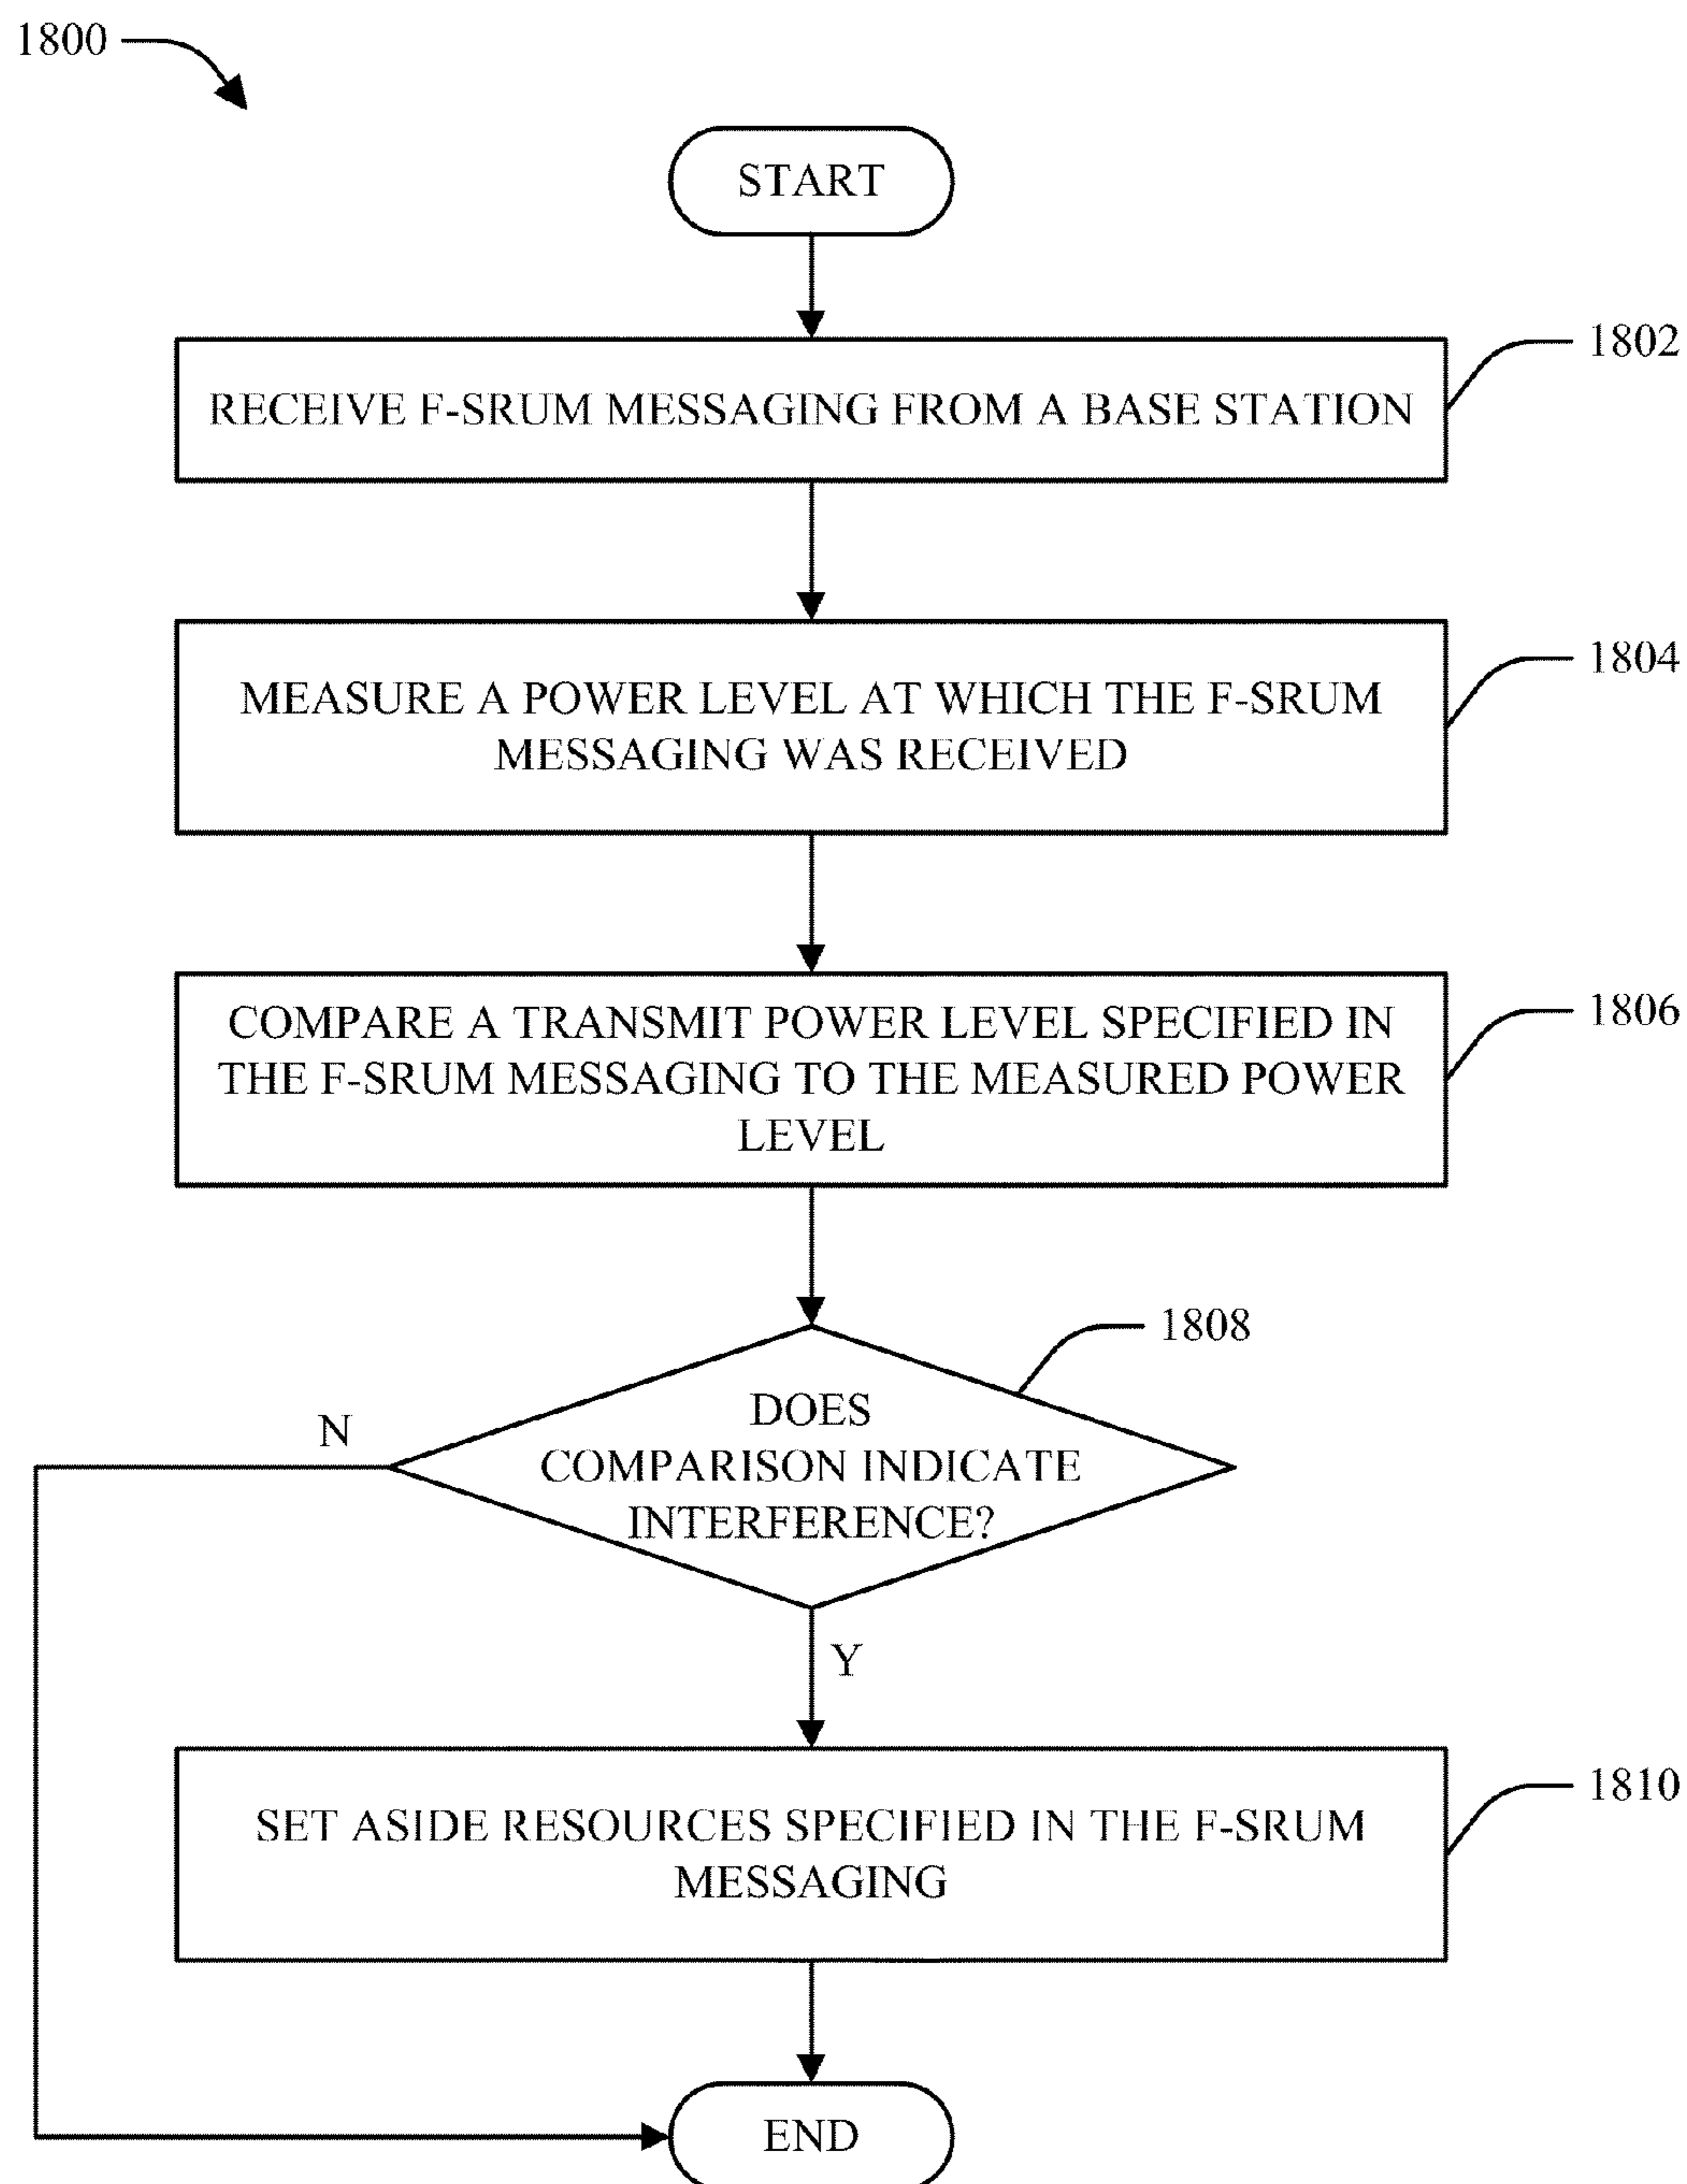 1800
START
1802
RECEIVE F-SRUM MESSAGING FROM A BASE STATION
1804
MEASURE A POWER LEVEL AT WHICH THE F-SRUM
MESSAGING WAS RECEIVED
1806
COMPARE A TRANSMIT POWER LEVEL SPECIFIED IN
THE F-SRUM MESSAGING TO THE MEASURED POWER
LEVEL
1808
DOES
COMPARISON INDICATE
INTERFERENCE?
N
Y
1810
SET ASIDE RESOURCES SPECIFIED IN THE F-SRUM
MESSAGING
END